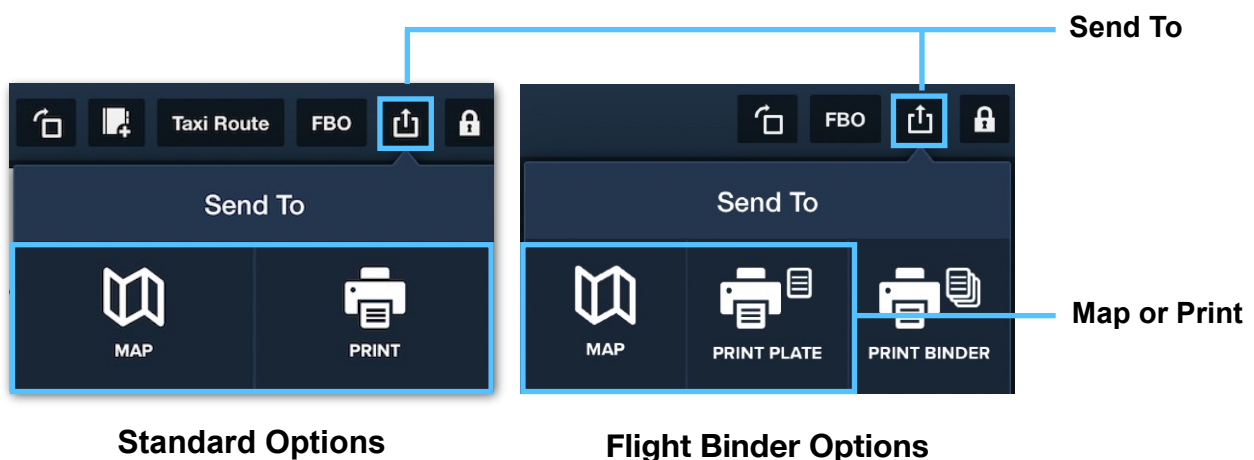 Send To
Taxi Route FBO
FBO
Send To
Send To
MAP PRINT
MAP PRINT PLATE PRINT BINDER
Map or Print
Standard Options
Flight Binder Options